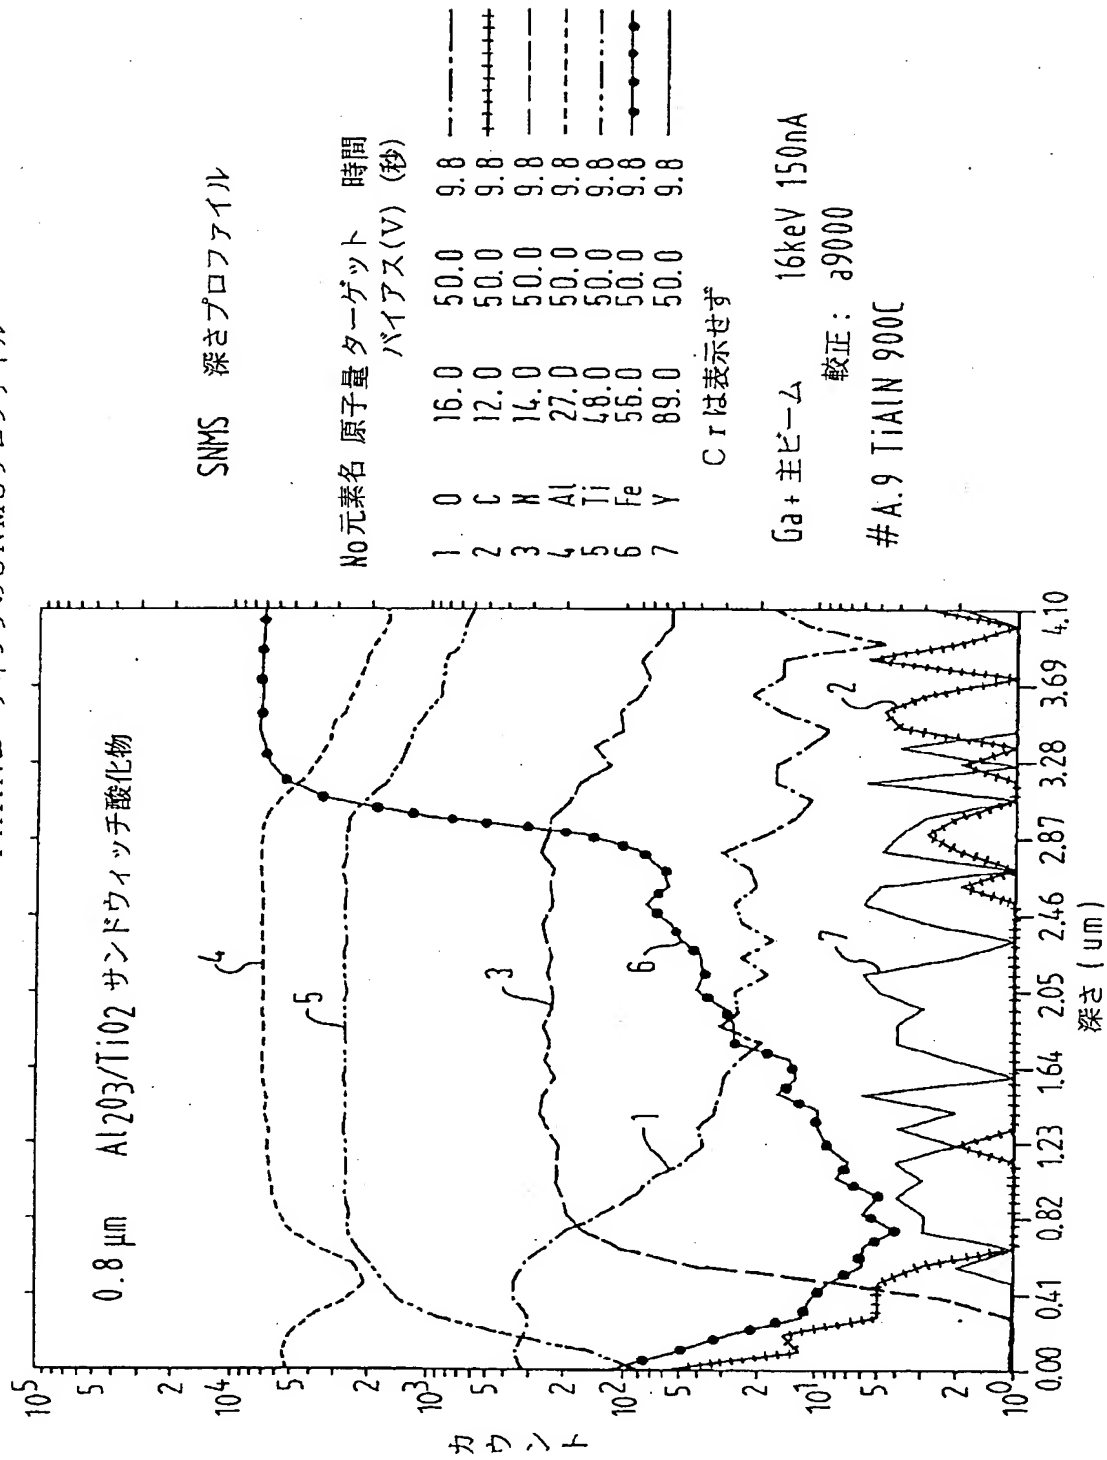 SNMS 深さプロファイル
No 元素名 原子量 ターゲット 時間
バイアス(V) (秒)
1 O 16.0 50.0 9.8
2 C 12.0 50.0 9.8
3 N 14.0 50.0 9.8
4 Al 27.0 50.0 9.8
5 Ti 48.0 50.0 9.8
6 Fe 56.0 50.0 9.8
7 Y 89.0 50.0 9.8
Crは表示せず
Ga+主ビーム 16keV 150nA
較正: a9000
#A.9 TiAlN 900C
0.8 µm Al2O3/TiO2 サンドウィッチ酸化物
4
5
3
6
1
7
2
カウント
10^5
5
2
10^4
5
2
10^3
5
2
10^2
5
2
10^1
5
2
10^0
0.00 0.41 0.82 1.23 1.64 2.05 2.46 2.87 3.28 3.69 4.10
深さ (um)